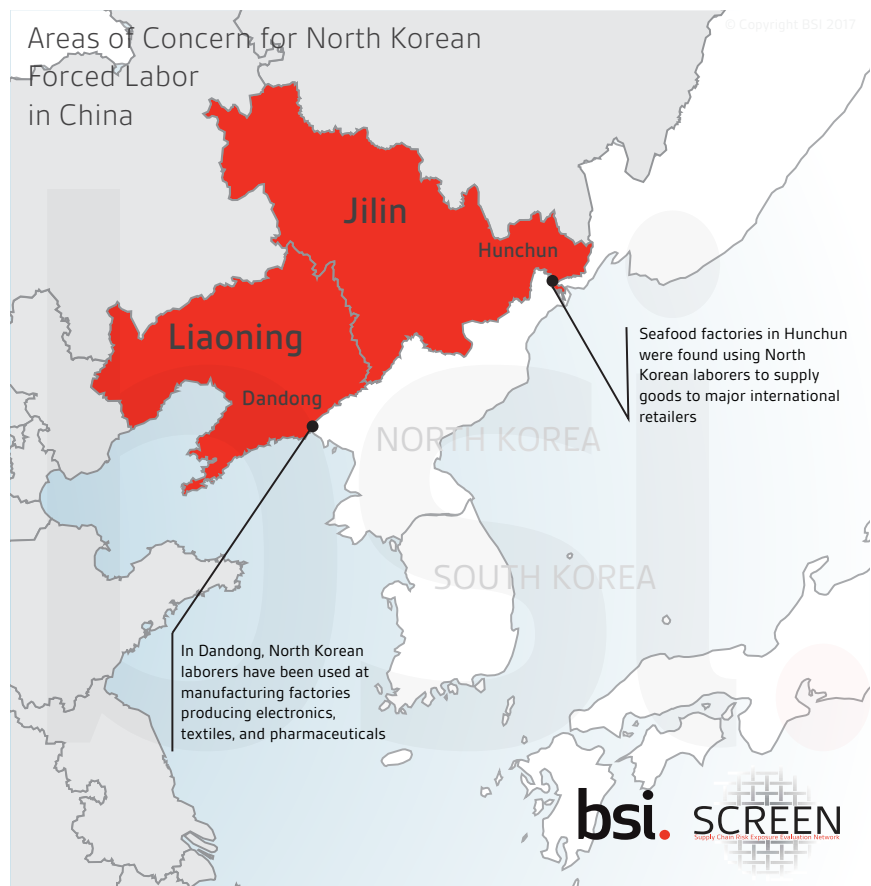 © Copyright BSI 2017
Areas of Concern for North Korean
Forced Labor
in China
Jilin
Hunchun
Liaoning
Seafood factories in Hunchun
were found using North
Korean laborers to supply
goods to major international
retailers
Dandong
NORTH KOREA
SOUTH KOREA
In Dandong, North Korean
laborers have been used at
manufacturing factories
producing electronics,
textiles, and pharmaceuticals
bsi.
bsi. SCREEN
Supply Chain Risk Exposure Evaluation Network